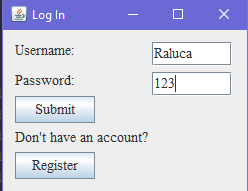 Log In
Username: Raluca
Password: 123
Submit
Don't have an account?
Register